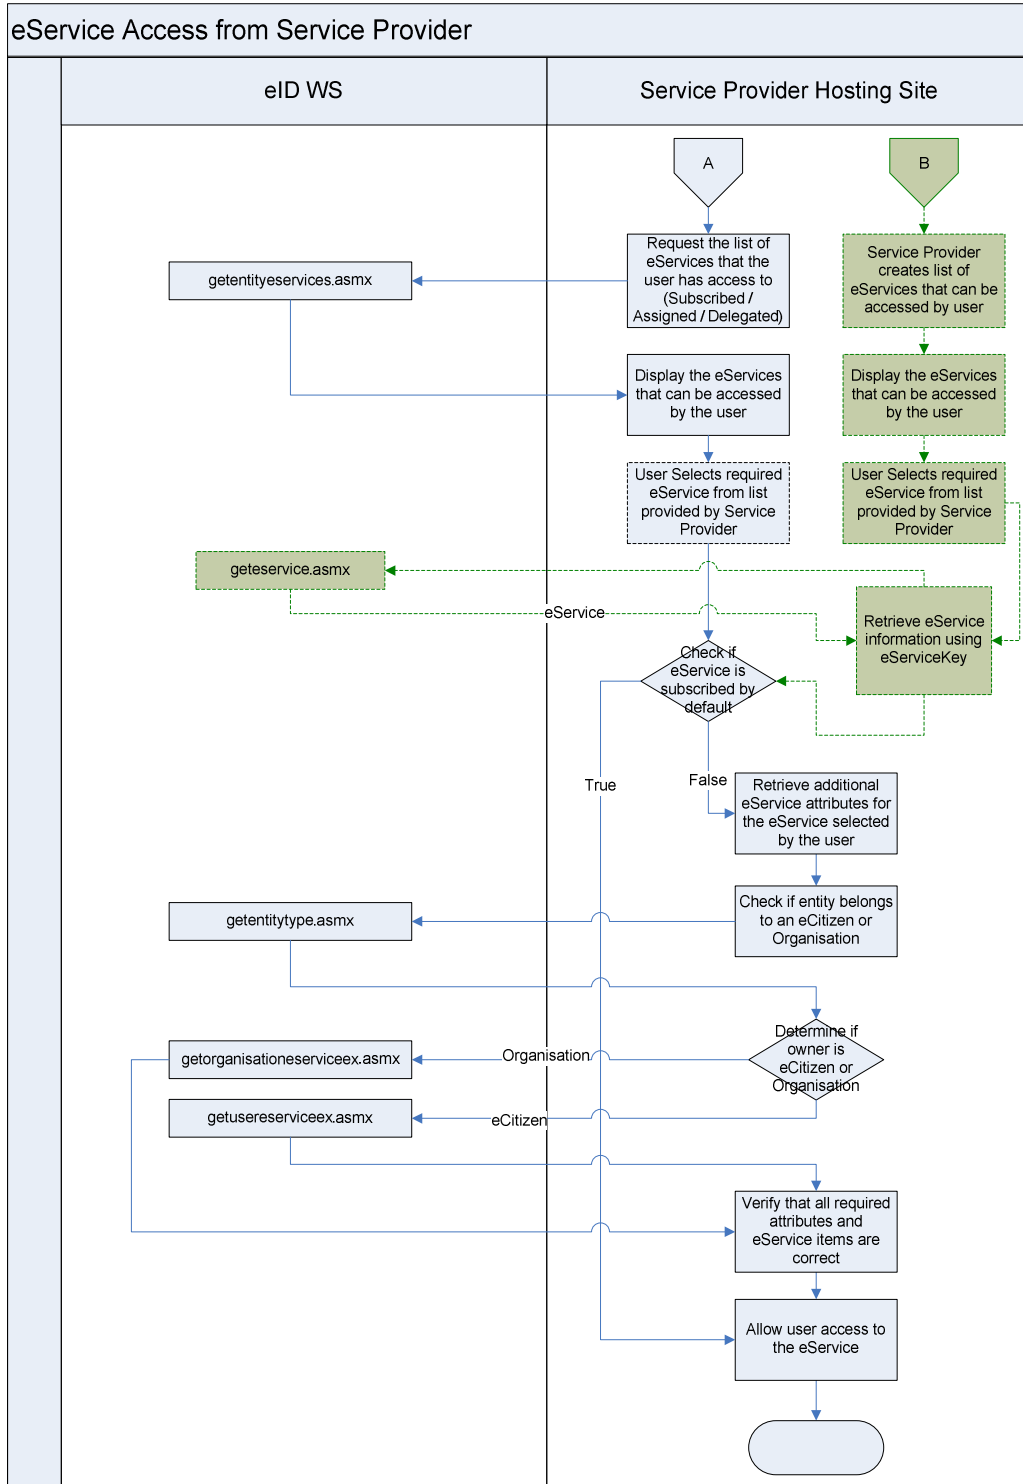 eService Access from Service Provider
eID WS
Service Provider Hosting Site
A
B
Request the list of
eServices that the
user has access to
(Subscribed /
Assigned / Delegated)
Service Provider
creates list of
eServices that can be
accessed by user
getentityeservices.asmx
Display the eServices
that can be accessed
by the user
Display the eServices
that can be accessed
by the user
User Selects required
eService from list
provided by Service
Provider
User Selects required
eService from list
provided by Service
Provider
geteservice.asmx
eService
Retrieve eService
information using
eServiceKey
Check if
eService is
subscribed by
default
True
False
Retrieve additional
eService attributes for
the eService selected
by the user
getentitytype.asmx
Check if entity belongs
to an eCitizen or
Organisation
Determine if
owner is
eCitizen or
Organisation
getorganisationeserviceex.asmx
Organisation
getusereserviceex.asmx
eCitizen
Verify that all required
attributes and
eService items are
correct
Allow user access to
the eService